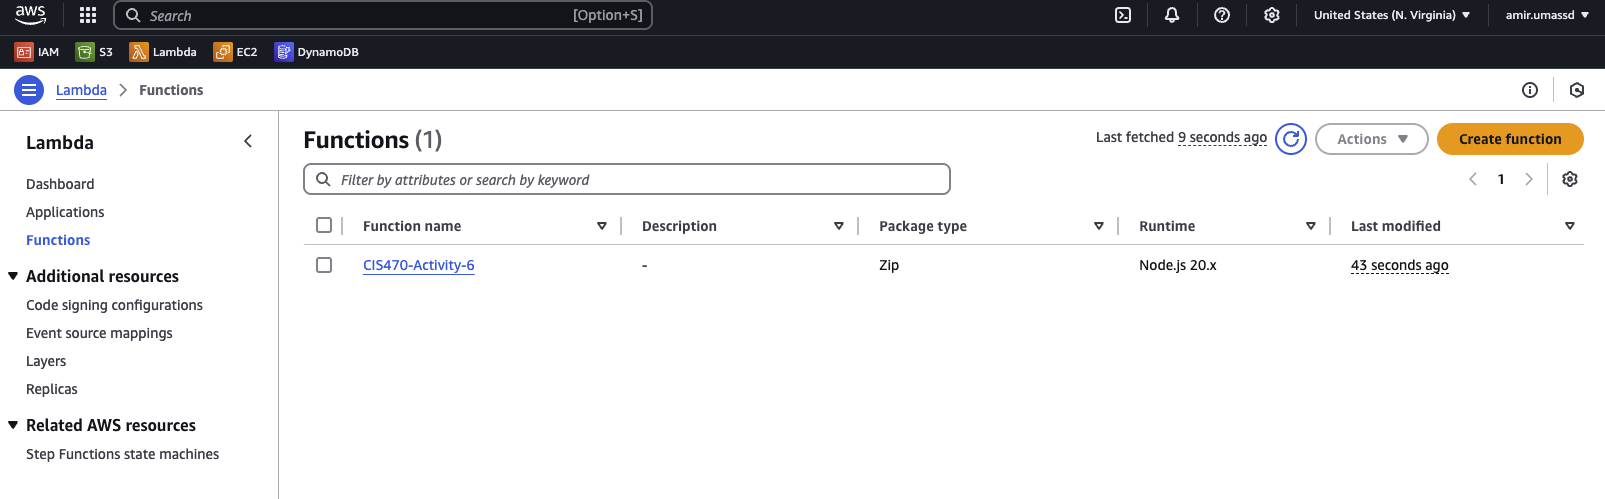 aws Search [Option+S] United States (N. Virginia) amir.umassd
IAM S3 Lambda EC2 DynamoDB
Lambda Functions
Lambda
Dashboard
Applications
Functions
Additional resources
Code signing configurations
Event source mappings
Layers
Replicas
Related AWS resources
Step Functions state machines
Functions (1) Last fetched 9 seconds ago Actions Create function
Filter by attributes or search by keyword 1
Function name Description Package type Runtime Last modified
CIS470-Activity-6 - Zip Node.js 20.x 43 seconds ago